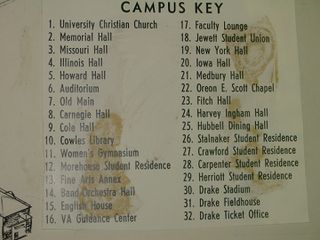 CAMPUS KEY
1. University Christian Church
2. Memorial Hall
3. Missouri Hall
4. Illinois Hall
5. Howard Hall
6. Auditorium
7. Old Main
8. Carnegie Hall
9. Cole Hall
10. Cowles Library
11. Women's Gymnasium
12. Morehouse Student Residence
13. Fine Arts Annex
14. Band-Orchestra Hall
15. English House
16. VA Guidance Center
17. Faculty Lounge
18. Jewett Student Union
19. New York Hall
20. Iowa Hall
21. Medbury Hall
22. Oreon E. Scott Chapel
23. Fitch Hall
24. Harvey Ingham Hall
25. Hubbell Dining Hall
26. Stalnaker Student Residence
27. Crawford Student Residence
28. Carpenter Student Residence
29. Herriott Student Residence
30. Drake Stadium
31. Drake Fieldhouse
32. Drake Ticket Office